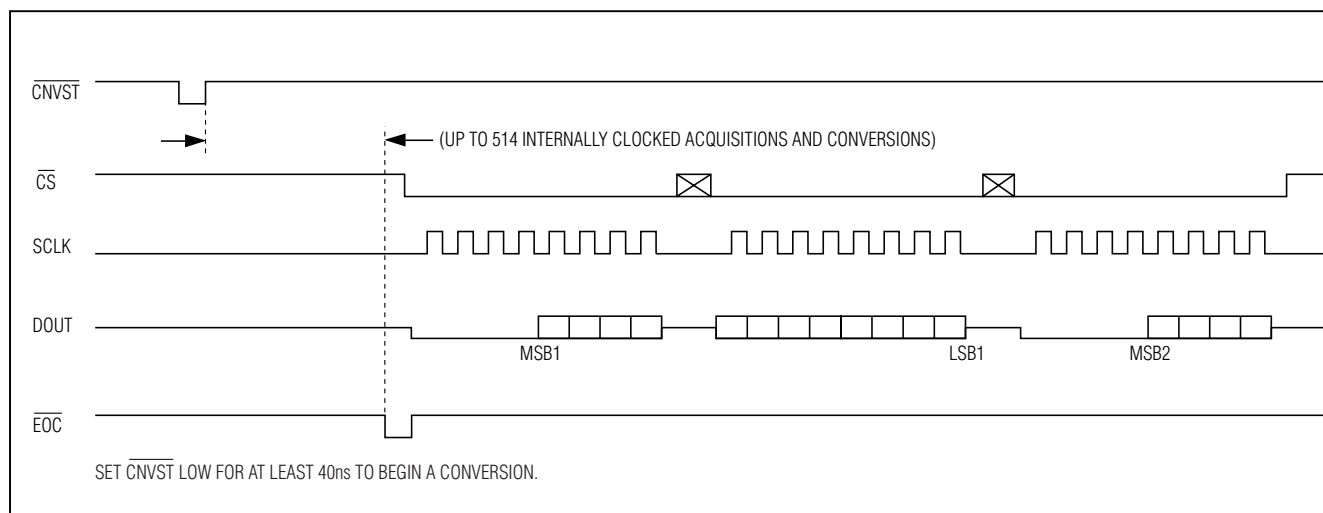 CNVST
(UP TO 514 INTERNALLY CLOCKED ACQUISITIONS AND CONVERSIONS)
CS
SCLK
DOUT
MSB1
LSB1
MSB2
EOC
SET CNVST LOW FOR AT LEAST 40ns TO BEGIN A CONVERSION.